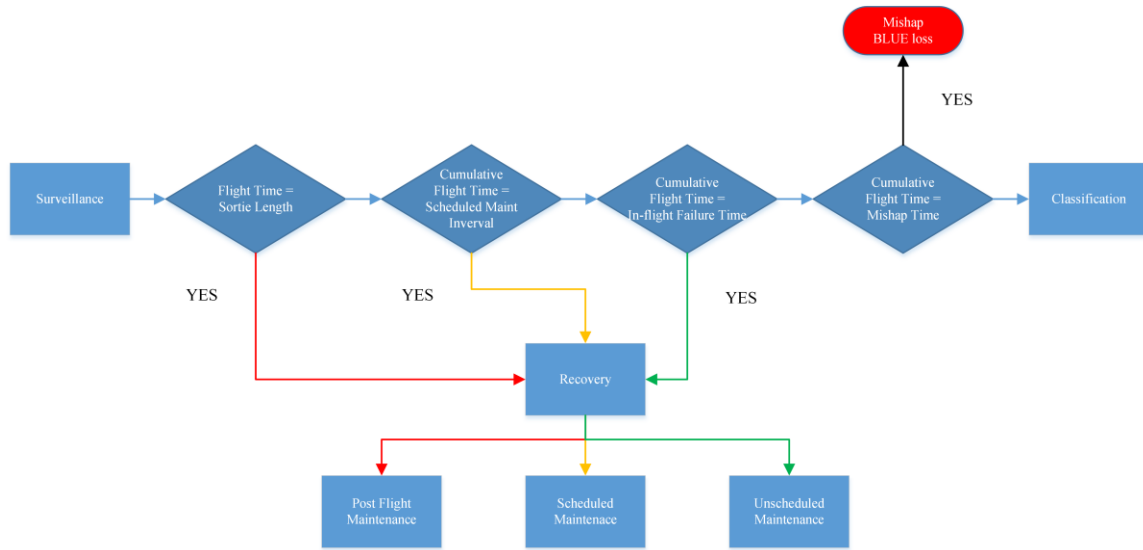 Mishap
BLUE loss
YES
Surveillance
Flight Time =
Sortie Length
Cumulative
Flight Time =
Scheduled Maint
Inverval
Cumulative
Flight Time =
In-flight Failure Time
Cumulative
Flight Time =
Mishap Time
Classification
YES
YES
YES
Recovery
Post Flight
Maintenance
Scheduled
Maintenace
Unscheduled
Maintenance